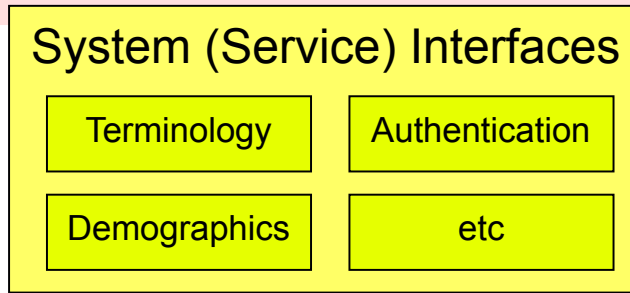 System (Service) Interfaces
Terminology
Authentication
Demographics
etc